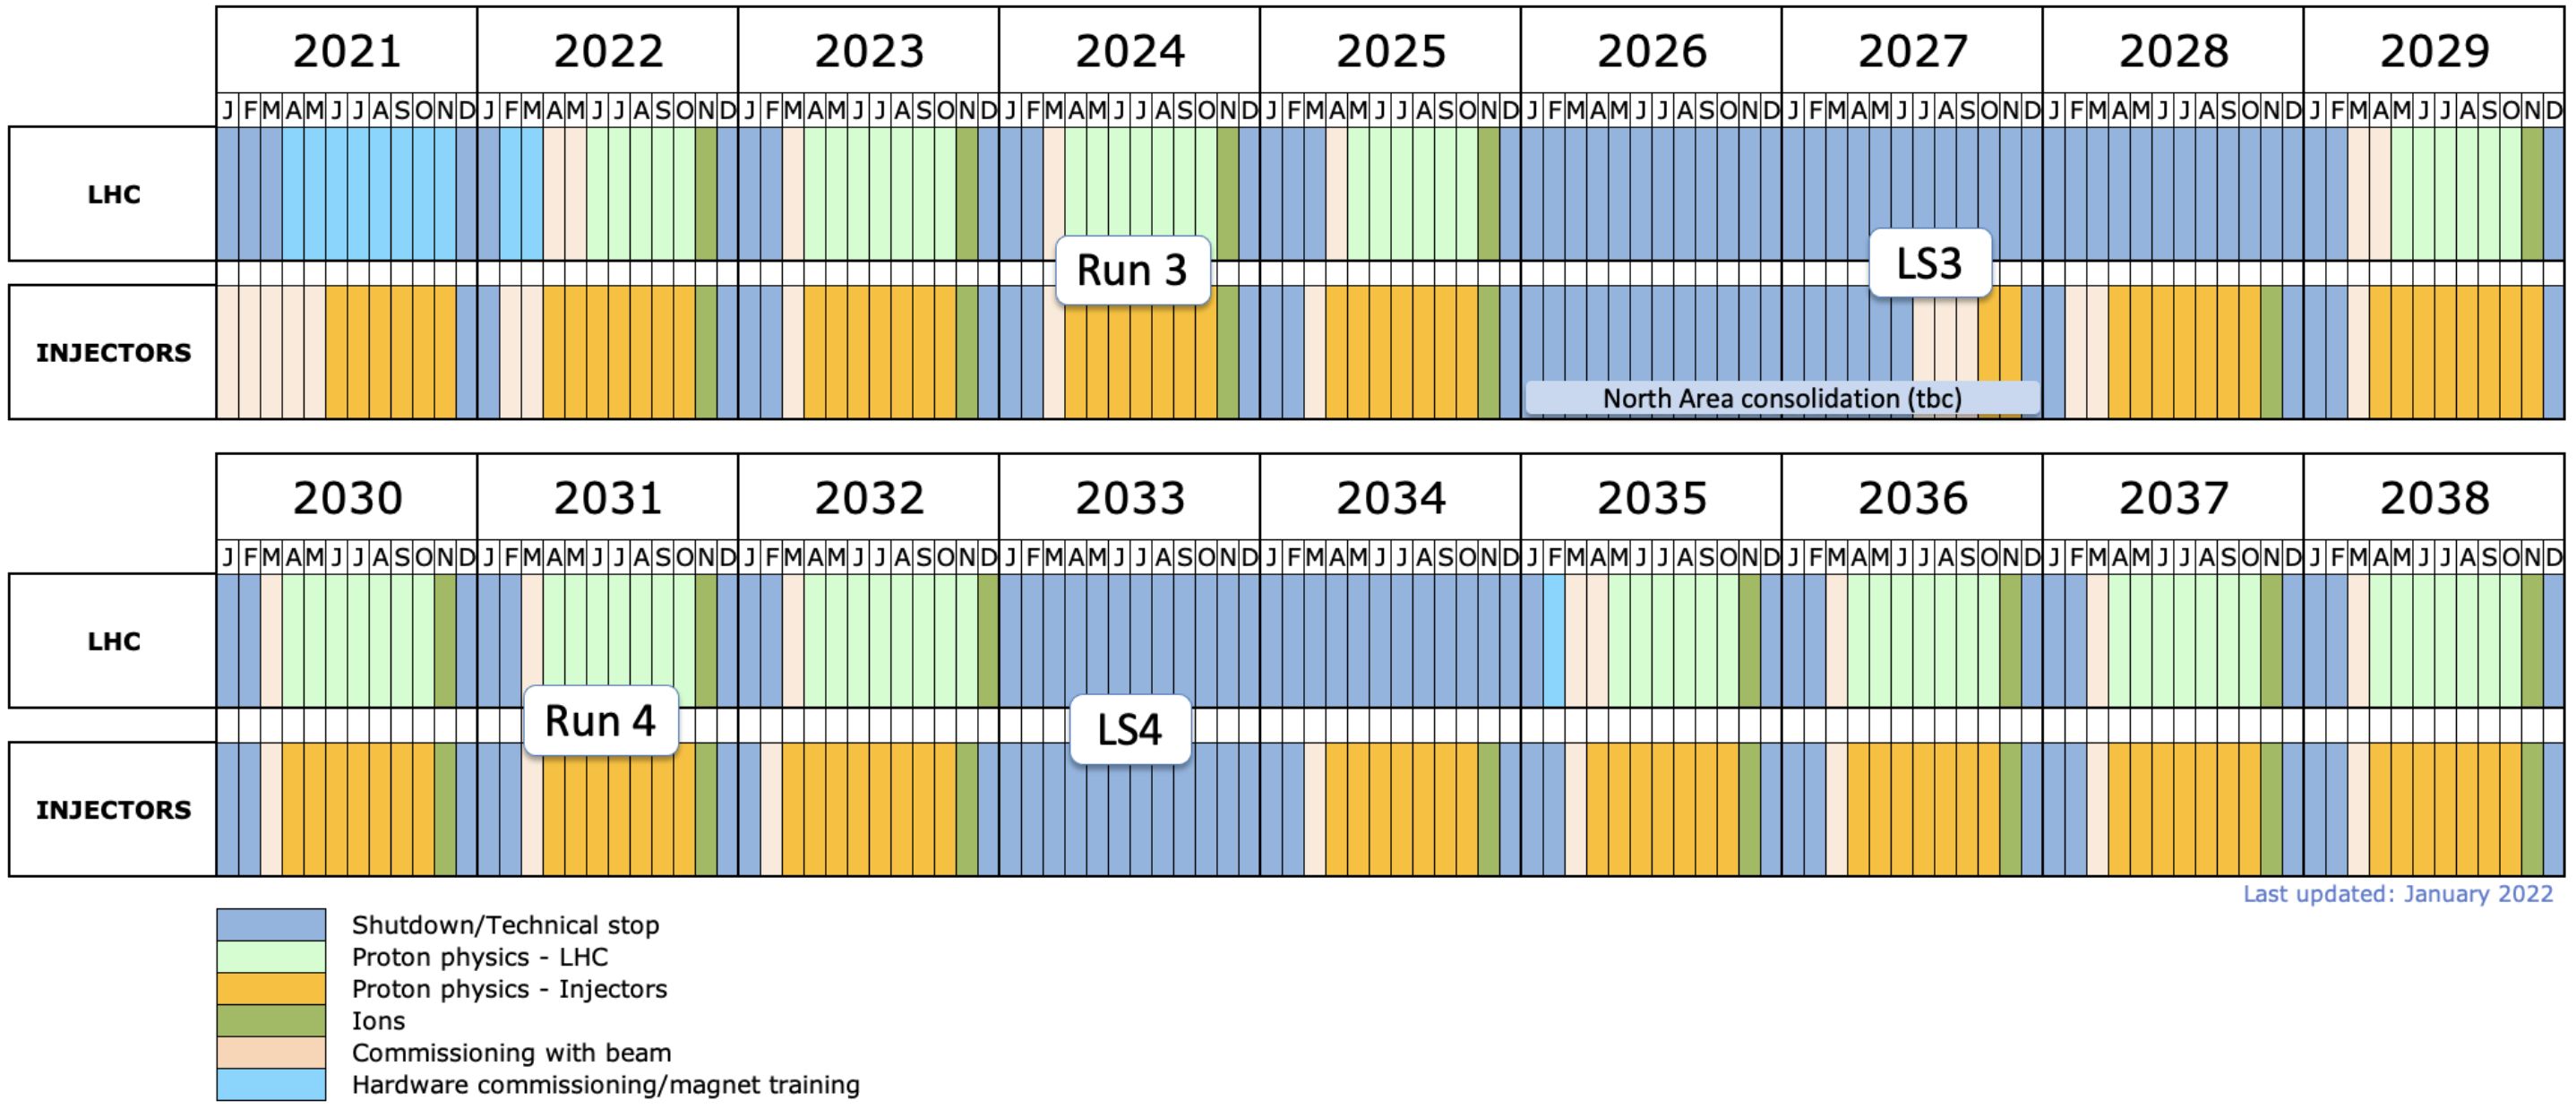 2021 2022 2023 2024 2025 2026 2027 2028 2029
J F M A M J J A S O N D J F M A M J J A S O N D J F M A M J J A S O N D J F M A M J J A S O N D J F M A M J J A S O N D J F M A M J J A S O N D J F M A M J J A S O N D J F M A M J J A S O N D J F M A M J J A S O N D
LHC
Run 3
LS3
INJECTORS
North Area consolidation (tbc)
2030 2031 2032 2033 2034 2035 2036 2037 2038
J F M A M J J A S O N D J F M A M J J A S O N D J F M A M J J A S O N D J F M A M J J A S O N D J F M A M J J A S O N D J F M A M J J A S O N D J F M A M J J A S O N D J F M A M J J A S O N D J F M A M J J A S O N D
LHC
Run 4
LS4
INJECTORS
Last updated: January 2022
Shutdown/Technical stop
Proton physics - LHC
Proton physics - Injectors
Ions
Commissioning with beam
Hardware commissioning/magnet training